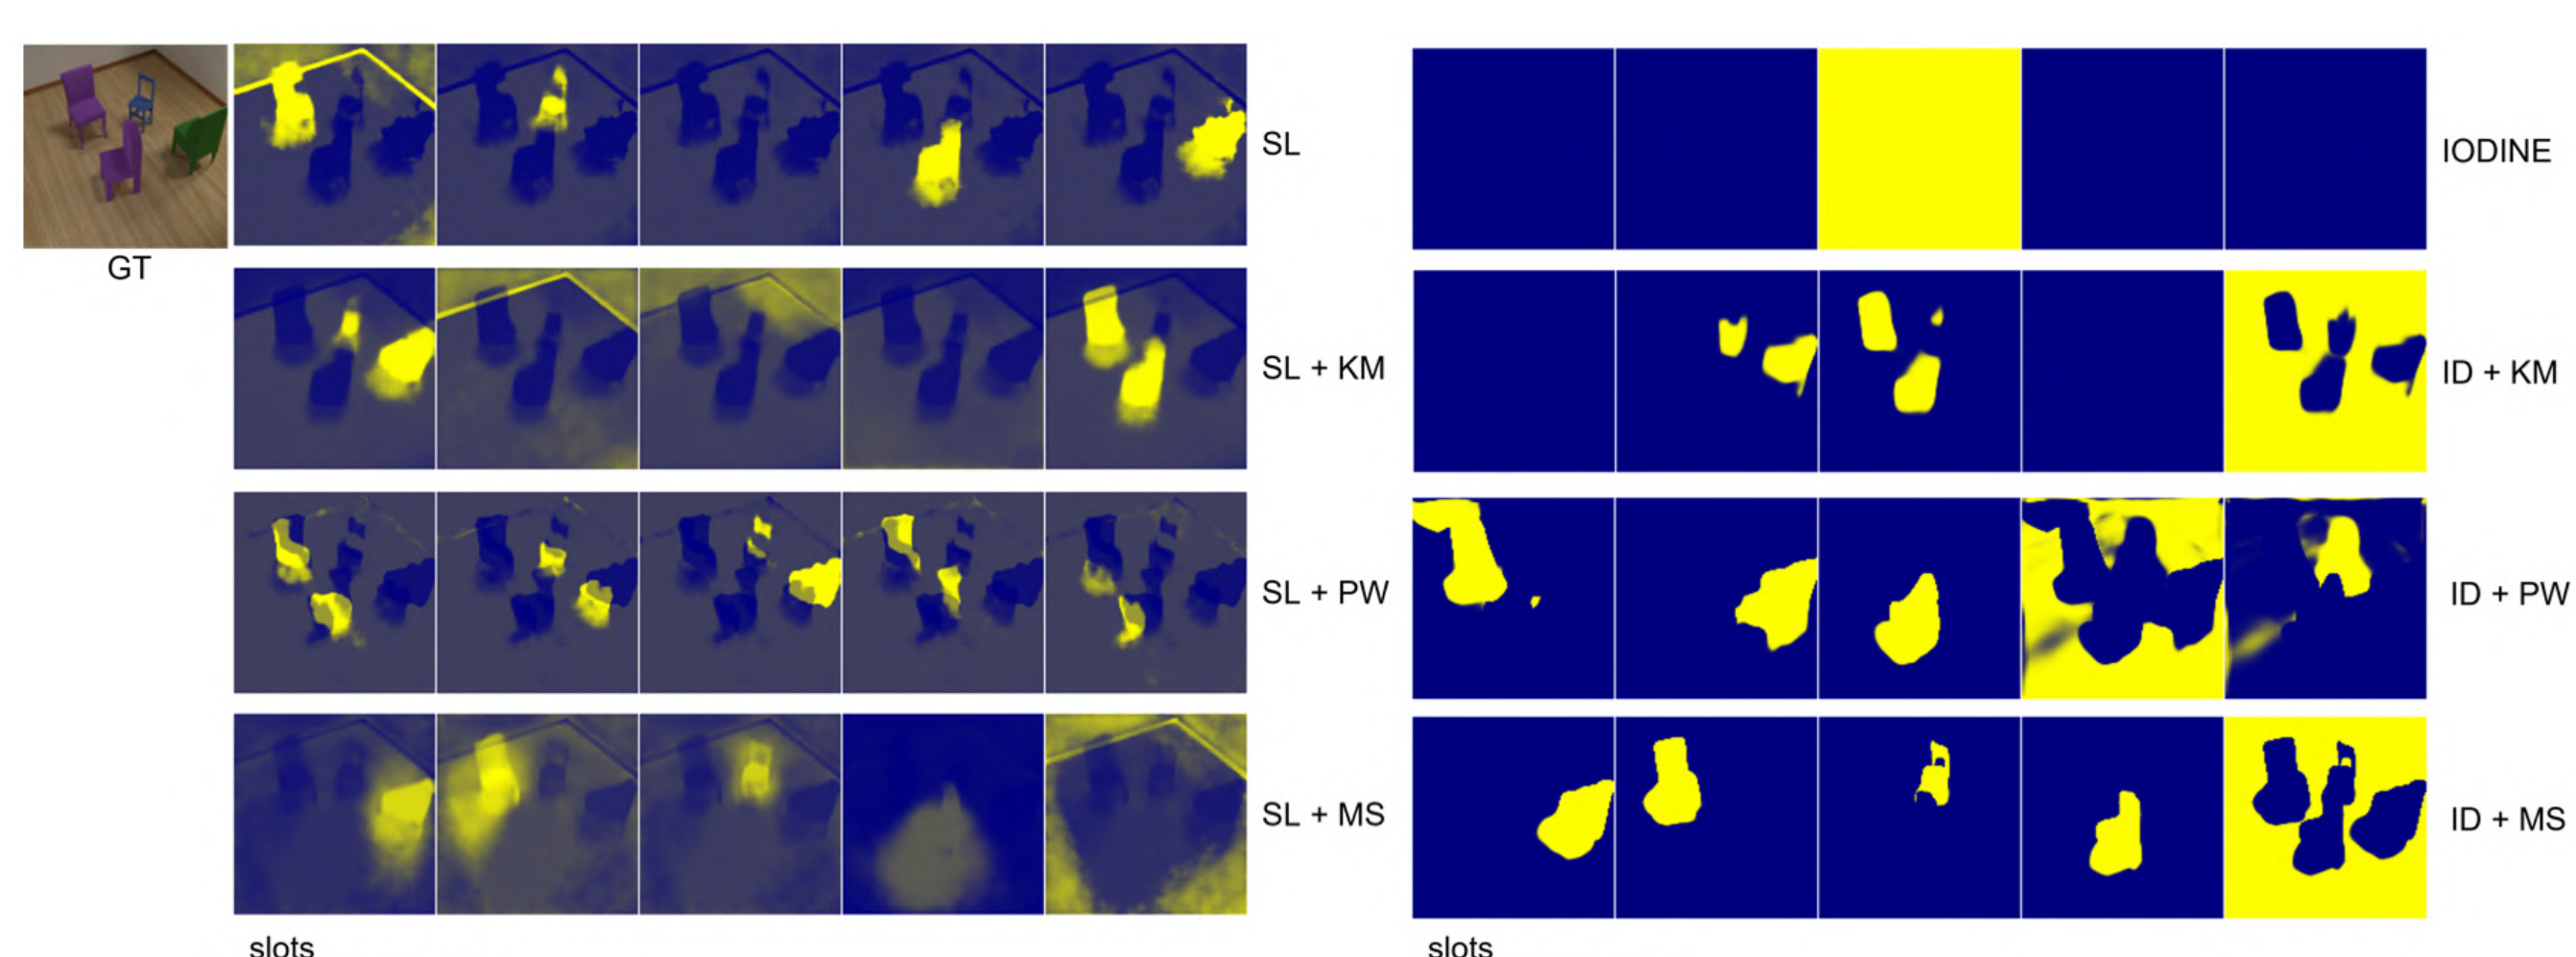 GT
SL
SL + KM
SL + PW
SL + MS
slots
IODINE
ID + KM
ID + PW
ID + MS
slots